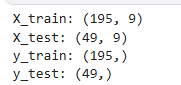 X_train: (195, 9)
X_test: (49, 9)
y_train: (195,)
y_test: (49,)